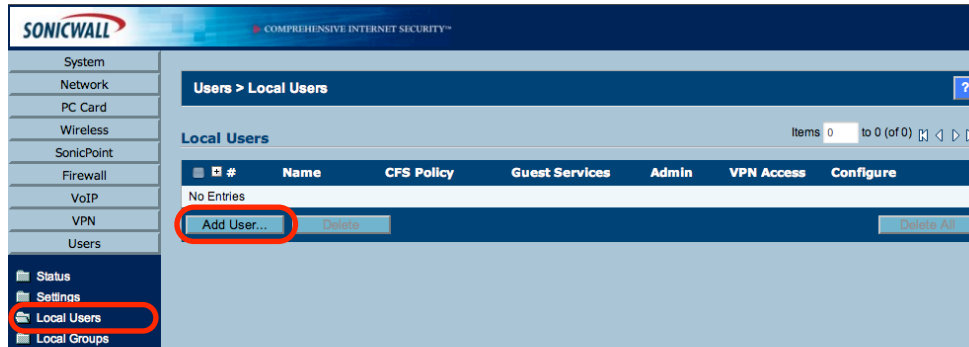 SONICWALL
COMPREHENSIVE INTERNET SECURITY™
System
Network
PC Card
Wireless
SonicPoint
Firewall
VoIP
VPN
Users
Status
Settings
Local Users
Local Groups
Users > Local Users
?
Local Users
Items 0 to 0 (of 0)
# Name CFS Policy Guest Services Admin VPN Access Configure
No Entries
Add User... Delete Delete All